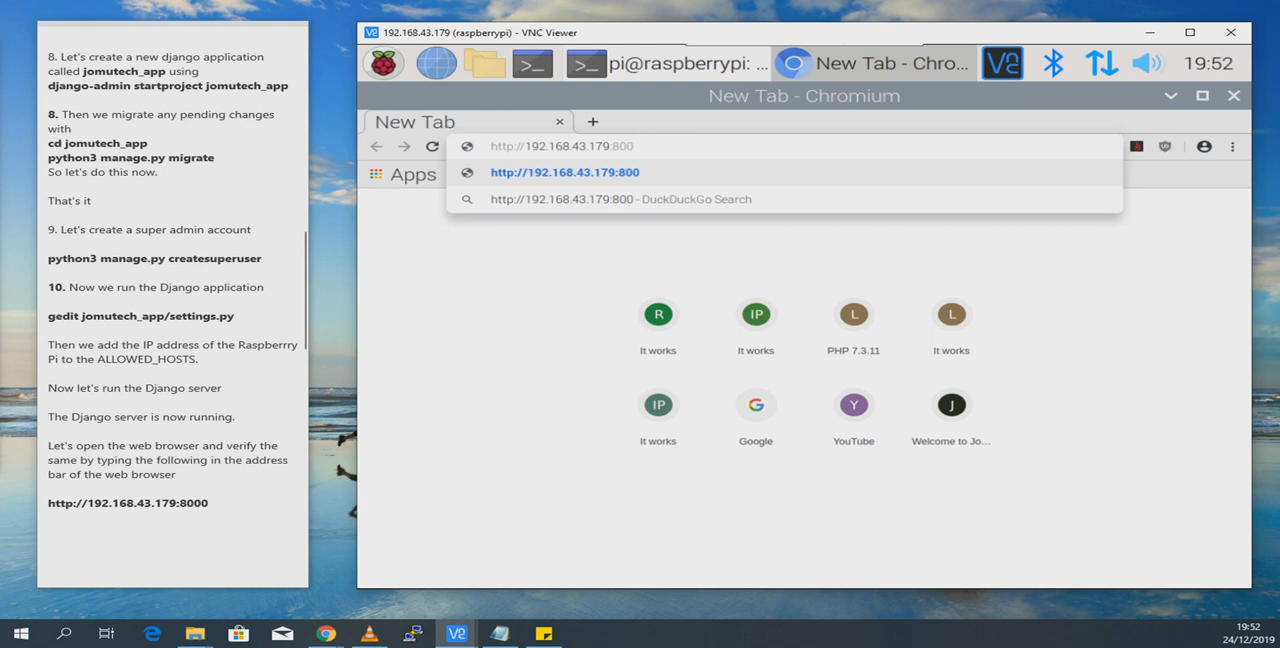 8. Let's create a new django application
called jomutech_app using
django-admin startproject jomutech_app
8. Then we migrate any pending changes
with
cd jomutech_app
python3 manage.py migrate
So let's do this now.
That's it
9. Let's create a super admin account
python3 manage.py createsuperuser
10. Now we run the Django application
gedit jomutech_app/settings.py
Then we add the IP address of the Raspberrry
Pi to the ALLOWED_HOSTS.
Now let's run the Django server
The Django server is now running.
Let's open the web browser and verify the
same by typing the following in the address
bar of the web browser
http://192.168.43.179:8000
192.168.43.179 (raspberrypi) - VNC Viewer
pi@raspberrypi: ...
New Tab - Chro...
19:52
New Tab - Chromium
New Tab
http://192.168.43.179:800
Apps
http://192.168.43.179:800
http://192.168.43.179:800 - DuckDuckGo Search
R
IP
L
L
It works
It works
PHP 7.3.11
It works
IP
G
Y
J
It works
Google
YouTube
Welcome to Jo...
19:52
24/12/2019